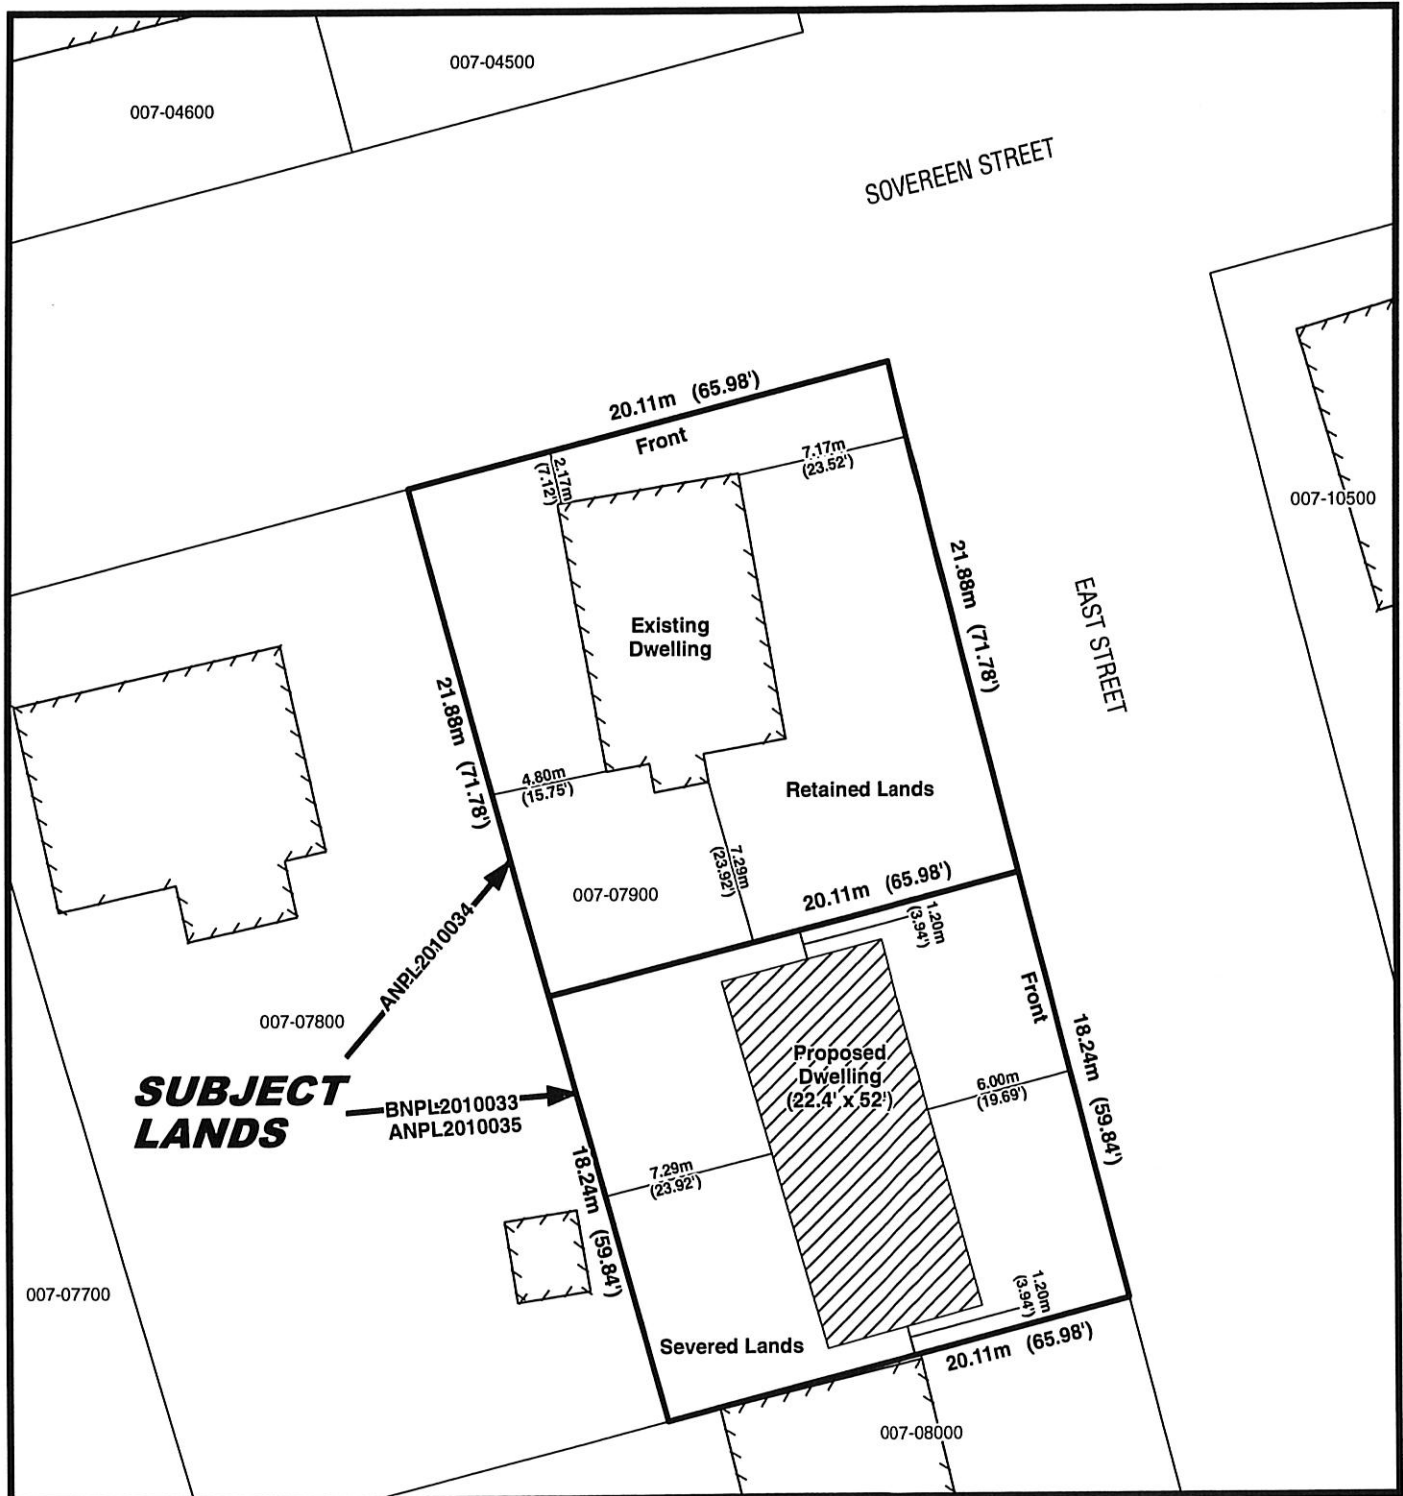 007-04500
007-04600
SOVEREEN STREET
20.11m (65.98')
Front
2.17m
(7.12')
7.17m
(23.52')
007-10500
21.88m (71.78')
EAST STREET
Existing
Dwelling
21.88m (71.78')
4.80m
(15.75')
Retained Lands
7.29m
(23.92')
007-07900
20.11m (65.98')
1.20m
(3.94')
ANPL2010034
Front
007-07800
18.24m (59.84')
Proposed
Dwelling
(22.4' x 52')
6.00m
(19.69')
SUBJECT
LANDS
BNPL2010033
ANPL2010035
18.24m (59.84')
7.29m
(23.92')
007-07700
1.20m
(3.94')
Severed Lands
20.11m (65.98')
007-08000